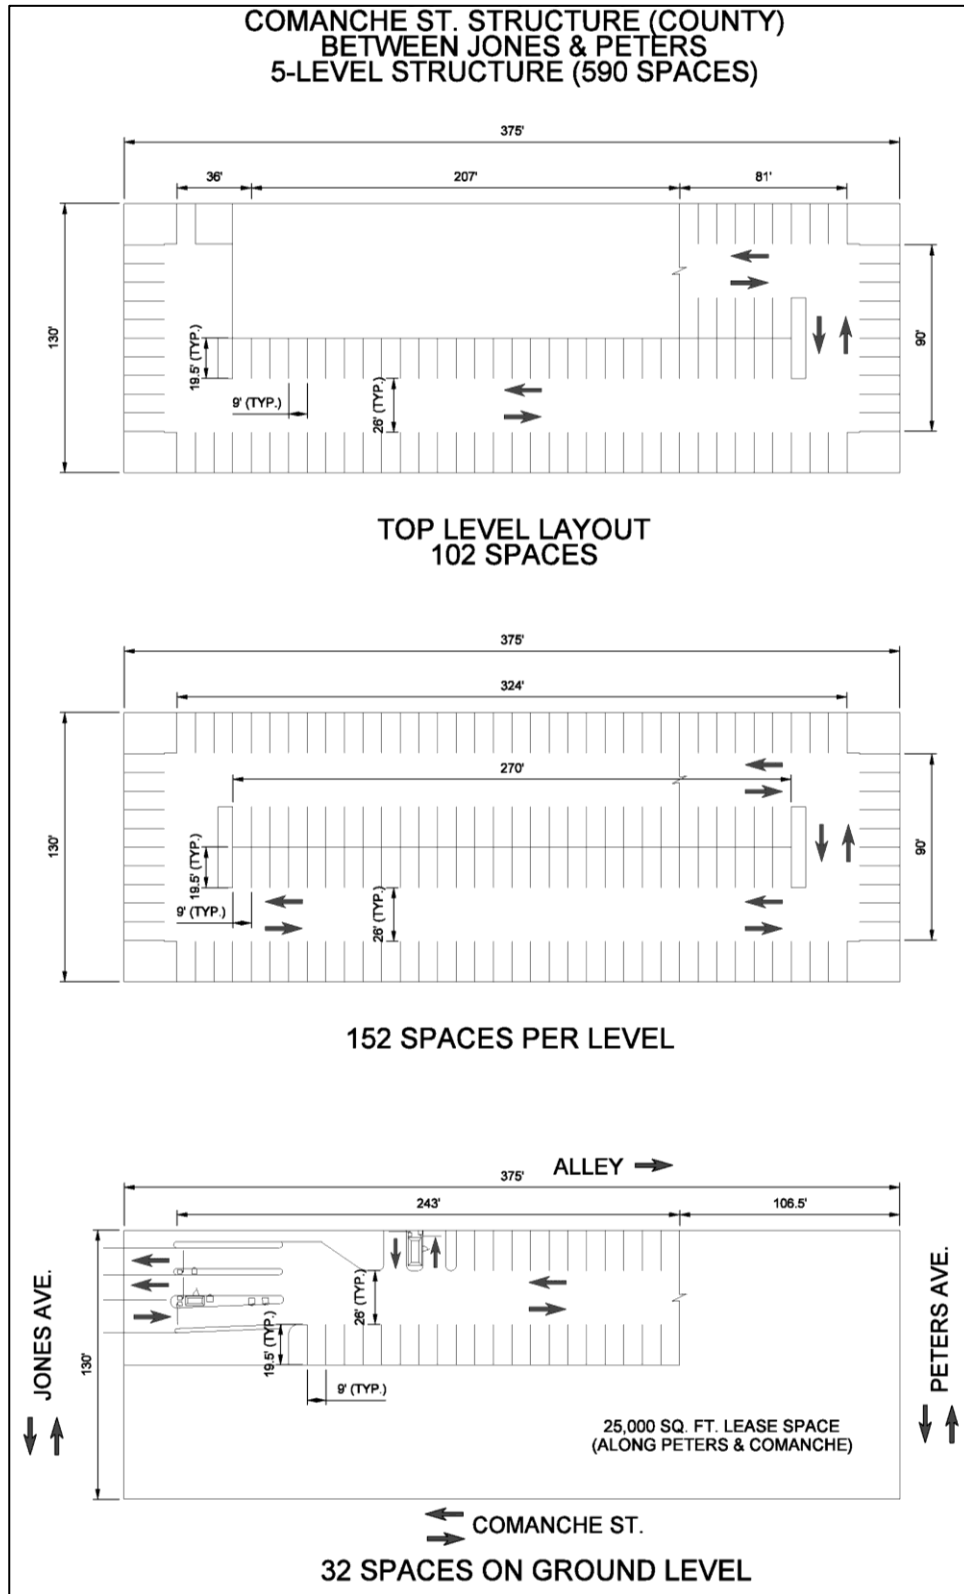 COMANCHE ST. STRUCTURE (COUNTY)
BETWEEN JONES & PETERS
5-LEVEL STRUCTURE (590 SPACES)
375'
36'
207'
81'
130'
90'
19.5' (TYP.)
9' (TYP.)
26' (TYP.)
TOP LEVEL LAYOUT
102 SPACES
375'
324'
270'
130'
90'
19.5' (TYP.)
9' (TYP.)
26' (TYP.)
152 SPACES PER LEVEL
ALLEY
375'
243'
106.5'
JONES AVE.
130'
26' (TYP.)
19.5' (TYP.)
9' (TYP.)
PETERS AVE.
25,000 SQ. FT. LEASE SPACE
(ALONG PETERS & COMANCHE)
COMANCHE ST.
32 SPACES ON GROUND LEVEL